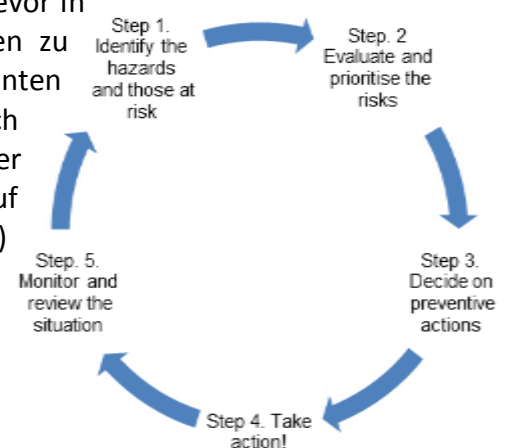 evor in
en zu
nten
ch
er
uf
)
Step 1.
Identify the
hazards
and those at
risk
Step. 2
Evaluate and
prioritise the
risks
Step 3.
Decide on
preventive
actions
Step 4. Take
action!
Step. 5.
Monitor and
review the
situation